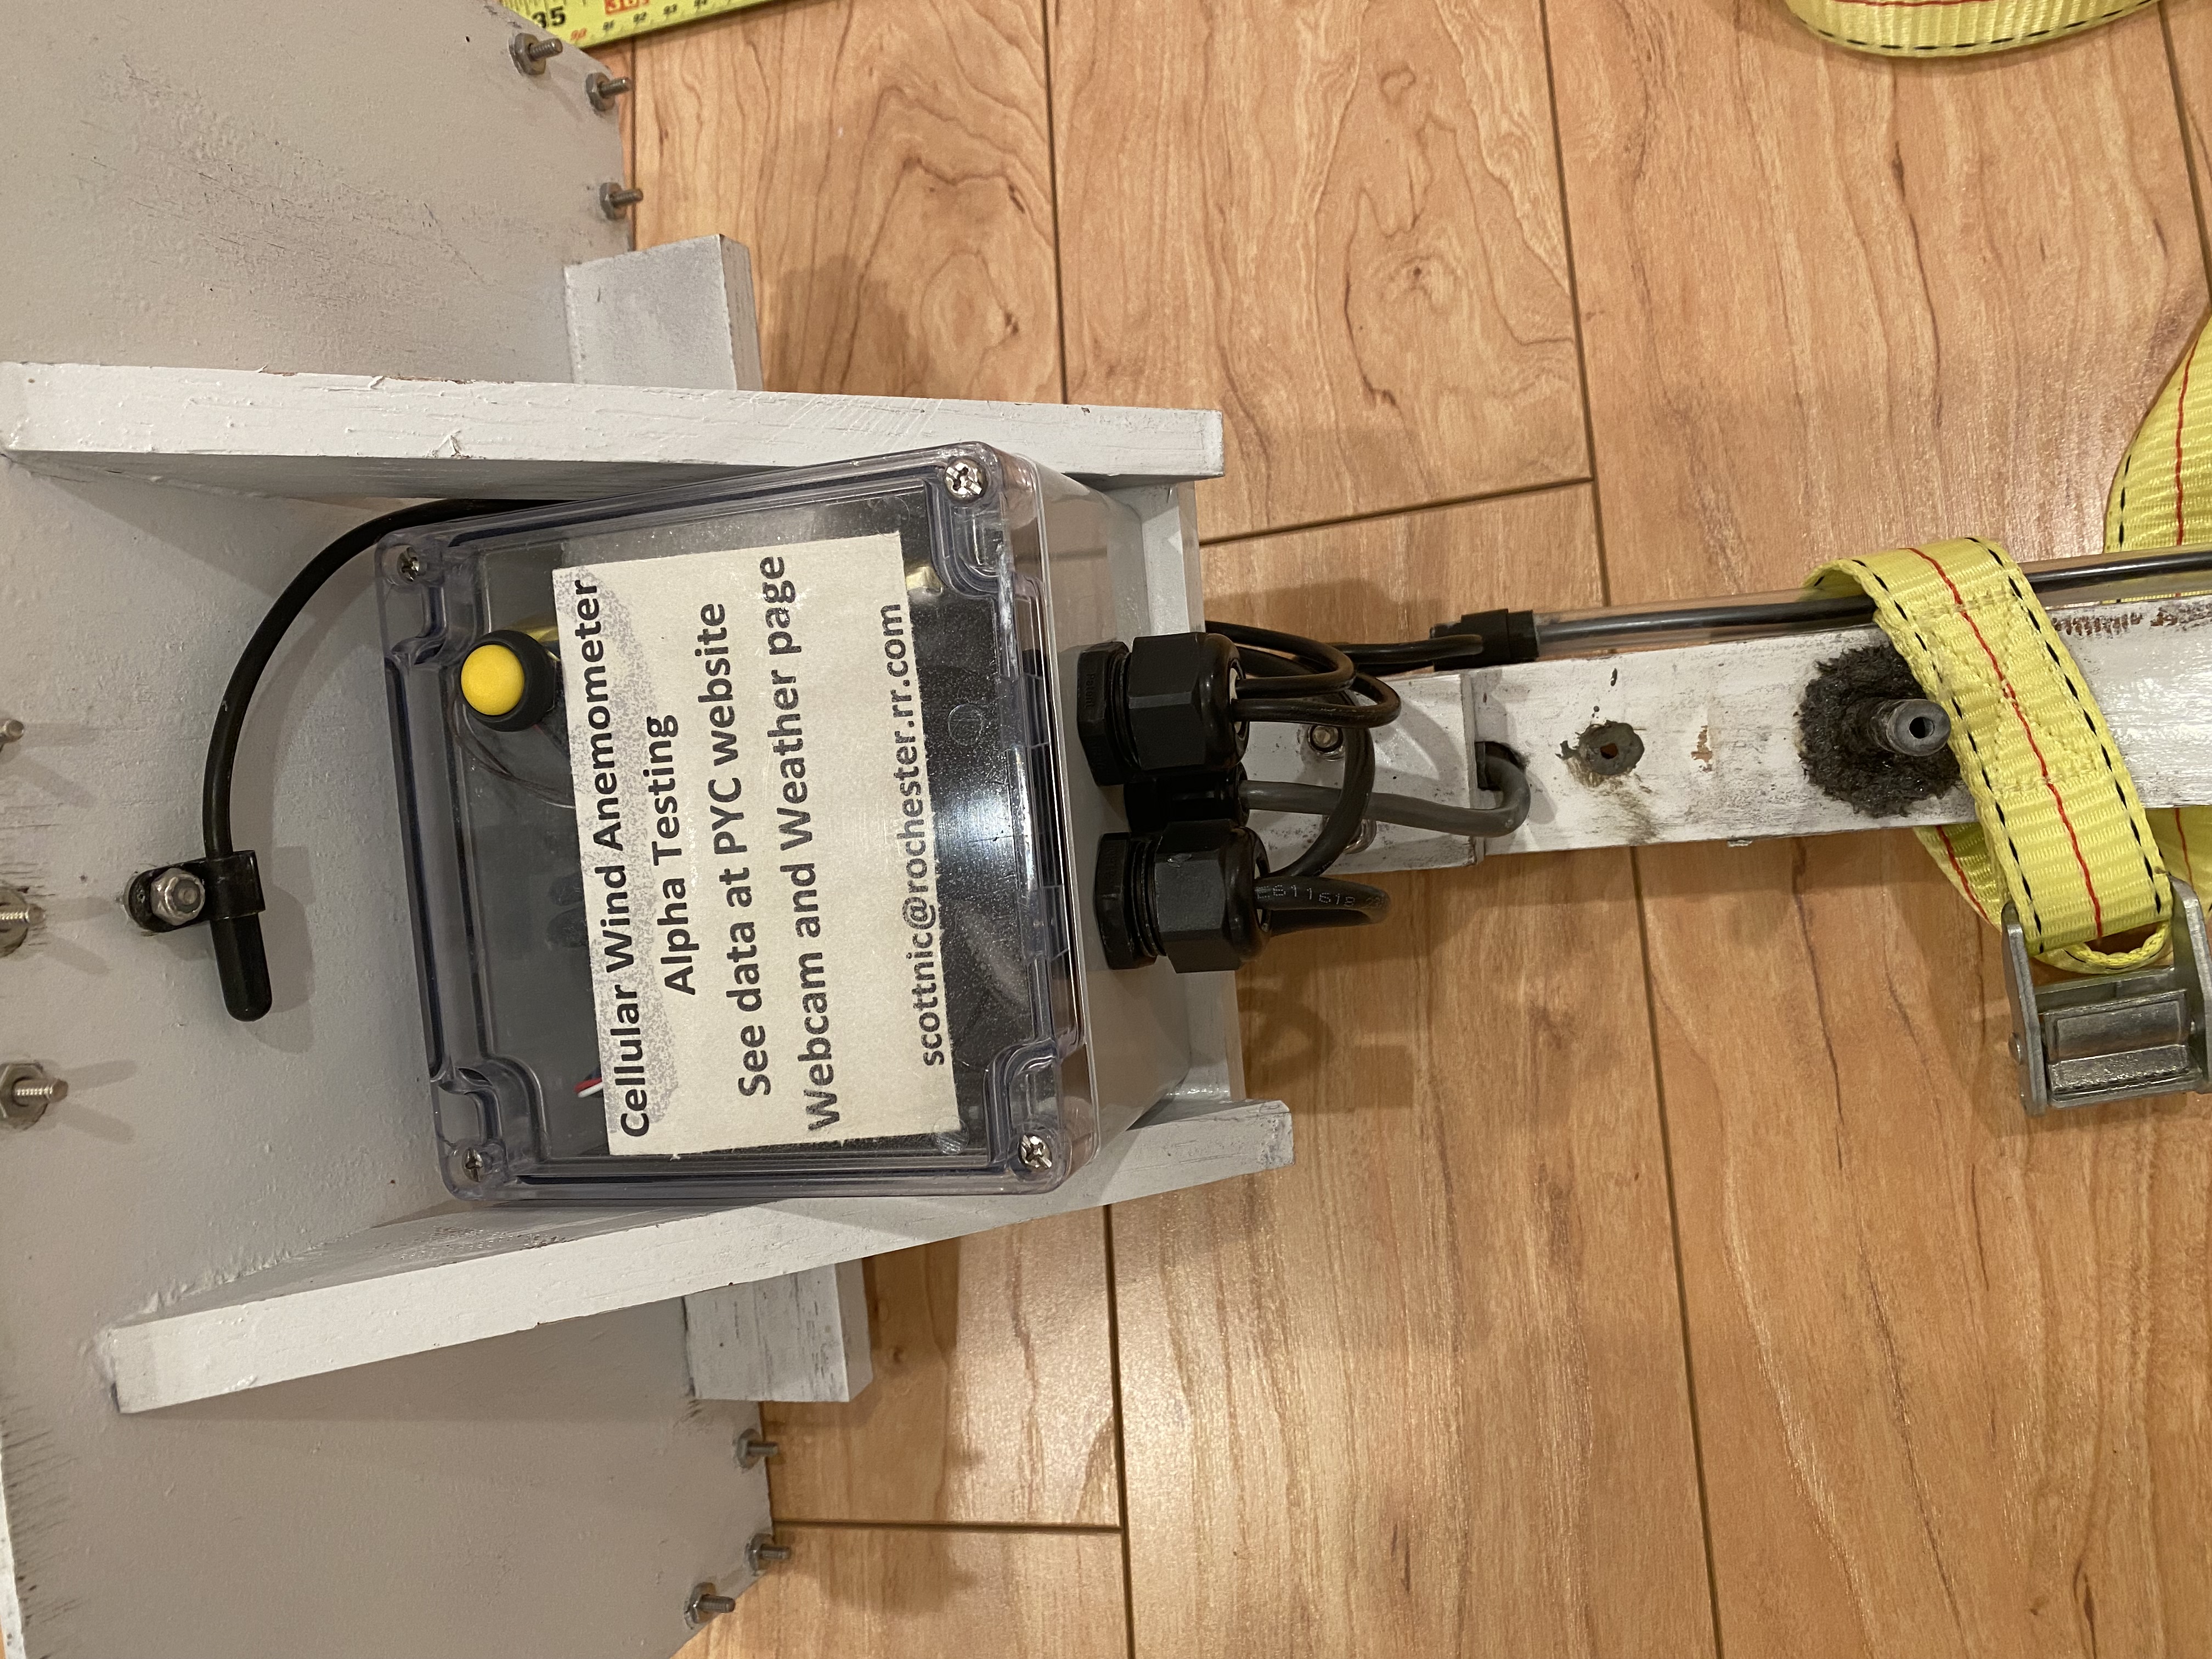 Cellular Wind Anemometer
Alpha Testing
See data at PYC website
Webcam and Weather page
scottnic@rochester.rr.com